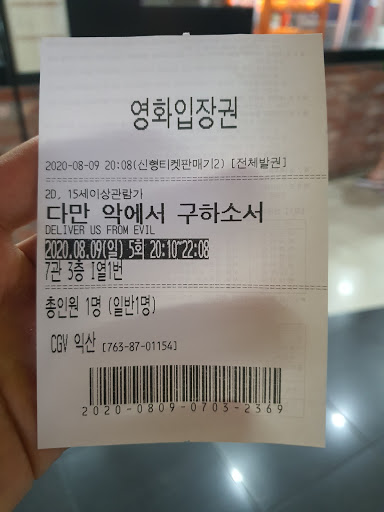 영화입장권
2020-08-09 20:08(신형티켓판매기2) [전체발권]
2D, 15세이상관람가
다만 악에서 구하소서
DELIVER US FROM EVIL
2020.08.09(일) 5회 20:10~22:08
7관 3층 I열1번
총인원 1명 (일반1명)
CGV 익산 [763-87-01154]
2020-0809-0703-2369